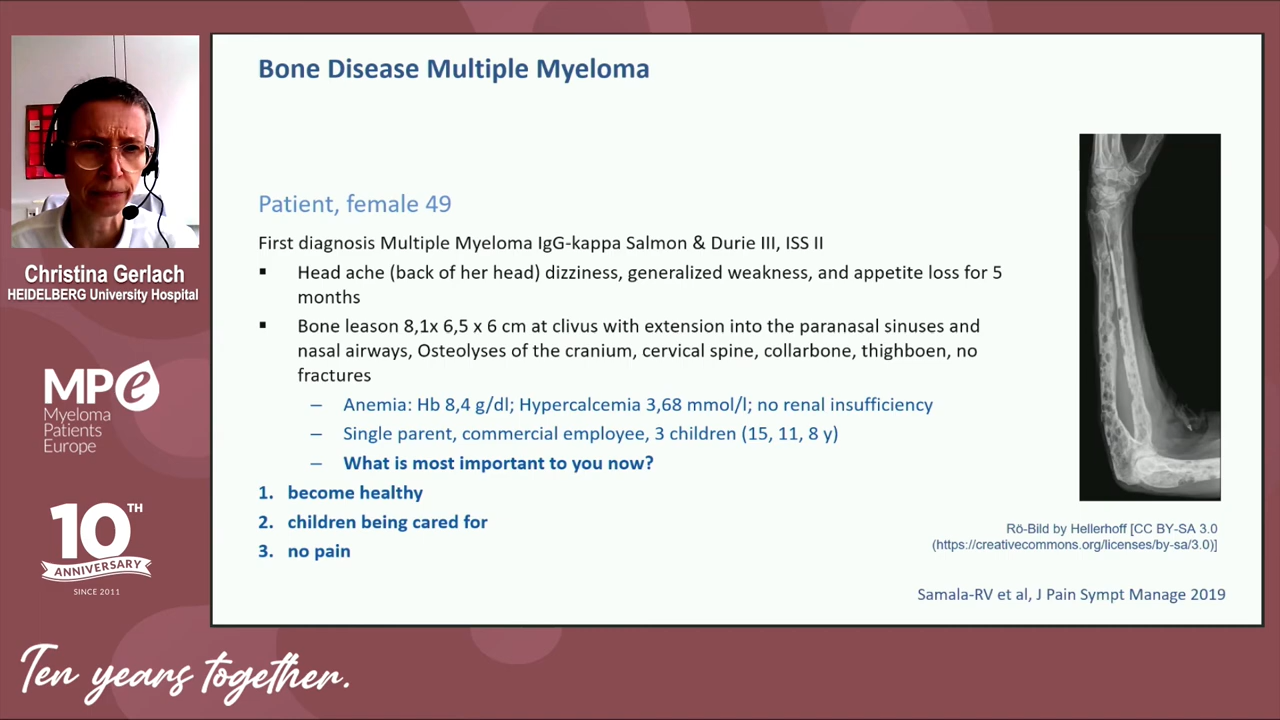 Bone Disease Multiple Myeloma
Patient, female 49
First diagnosis Multiple Myeloma IgG-kappa Salmon & Durie III, ISS II
▪ Head ache (back of her head) dizziness, generalized weakness, and appetite loss for 5
months
▪ Bone leason 8,1x 6,5 x 6 cm at clivus with extension into the paranasal sinuses and
nasal airways, Osteolyses of the cranium, cervical spine, collarbone, thighboen, no
fractures
– Anemia: Hb 8,4 g/dl; Hypercalcemia 3,68 mmol/l; no renal insufficiency
– Single parent, commercial employee, 3 children (15, 11, 8 y)
– What is most important to you now?
1. become healthy
2. children being cared for
3. no pain
Rö-Bild by Hellerhoff [CC BY-SA 3.0
(https://creativecommons.org/licenses/by-sa/3.0)]
Samala-RV et al, J Pain Sympt Manage 2019
Christina Gerlach
HEIDELBERG University Hospital
MPe
Myeloma
Patients
Europe
10TH
ANNIVERSARY
SINCE 2011
Ten years together.